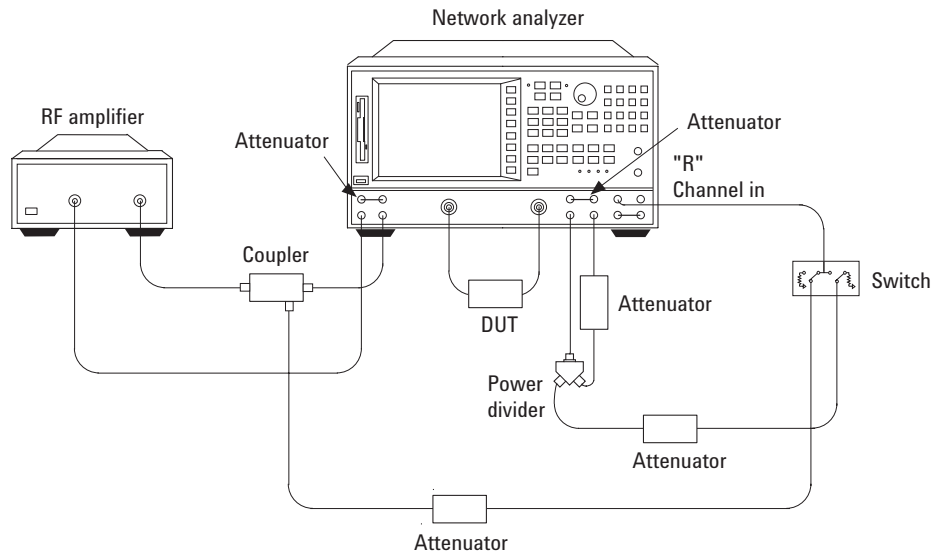 Network analyzer
RF amplifier
Attenuator
Attenuator
"R"
Channel in
Coupler
Switch
DUT
Attenuator
Power
divider
Attenuator
Attenuator